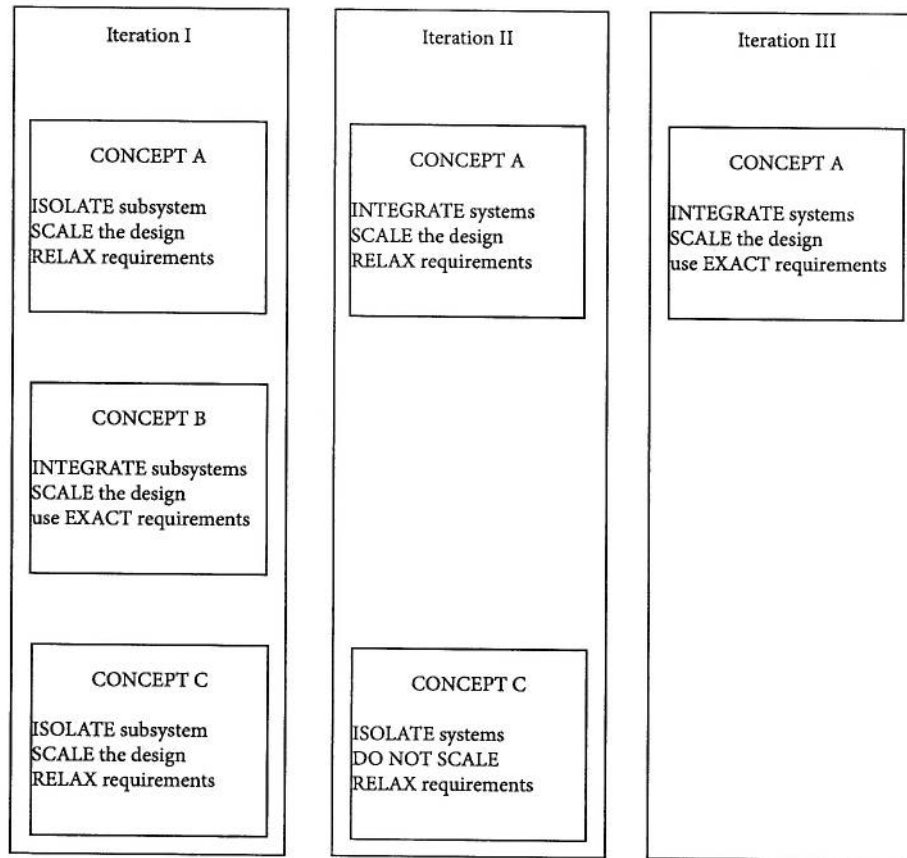 Iteration I
CONCEPT A
ISOLATE subsystem
SCALE the design
RELAX requirements
CONCEPT B
INTEGRATE subsystems
SCALE the design
use EXACT requirements
CONCEPT C
ISOLATE subsystem
SCALE the design
RELAX requirements
Iteration II
CONCEPT A
INTEGRATE systems
SCALE the design
RELAX requirements
CONCEPT C
ISOLATE systems
DO NOT SCALE
RELAX requirements
Iteration III
CONCEPT A
INTEGRATE systems
SCALE the design
use EXACT requirements